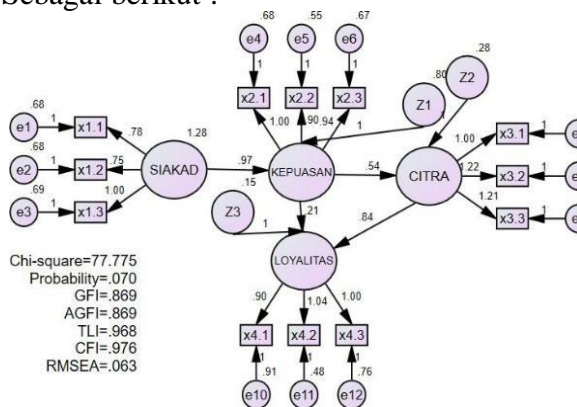 Sebagai berikut :
.68 .55 .67
e4 e5 e6
1 1 1
x2.1 x2.2 x2.3
1.00 .90 .94
.28
Z2
.80
Z1
1
.68
e1 1 x1.1
.78
.68
e2 1 x1.2
.75
.69
e3 1 x1.3
1.00
1.28
SIAKAD
.97
KEPUASAN
.54
CITRA
1.00 x3.1 1 e
1.22 x3.2 1 e
1.21 x3.3 1 e
.15
Z3
1
.21
.84
LOYALITAS
.90 1.04 1.00
x4.1 x4.2 x4.3
1 1 1
.91 .48 .76
e10 e11 e12
Chi-square=77.775
Probability=.070
GFI=.869
AGFI=.869
TLI=.968
CFI=.976
RMSEA=.063